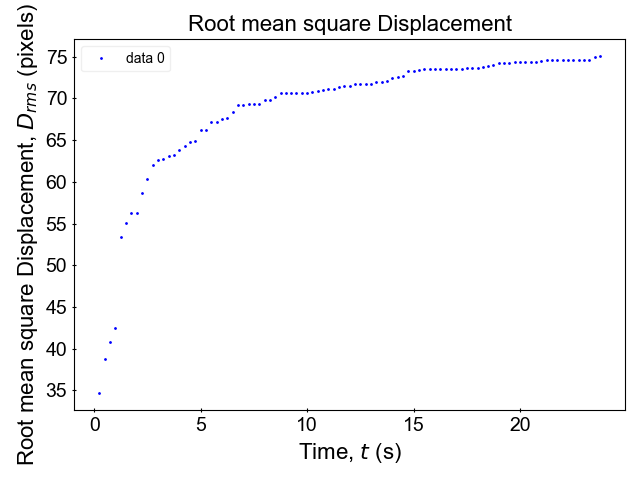 Root mean square Displacement
Root mean square Displacement, D_{rms} (pixels)
75
70
65
60
55
50
45
40
35
data 0
0 5 10 15 20
Time, t (s)